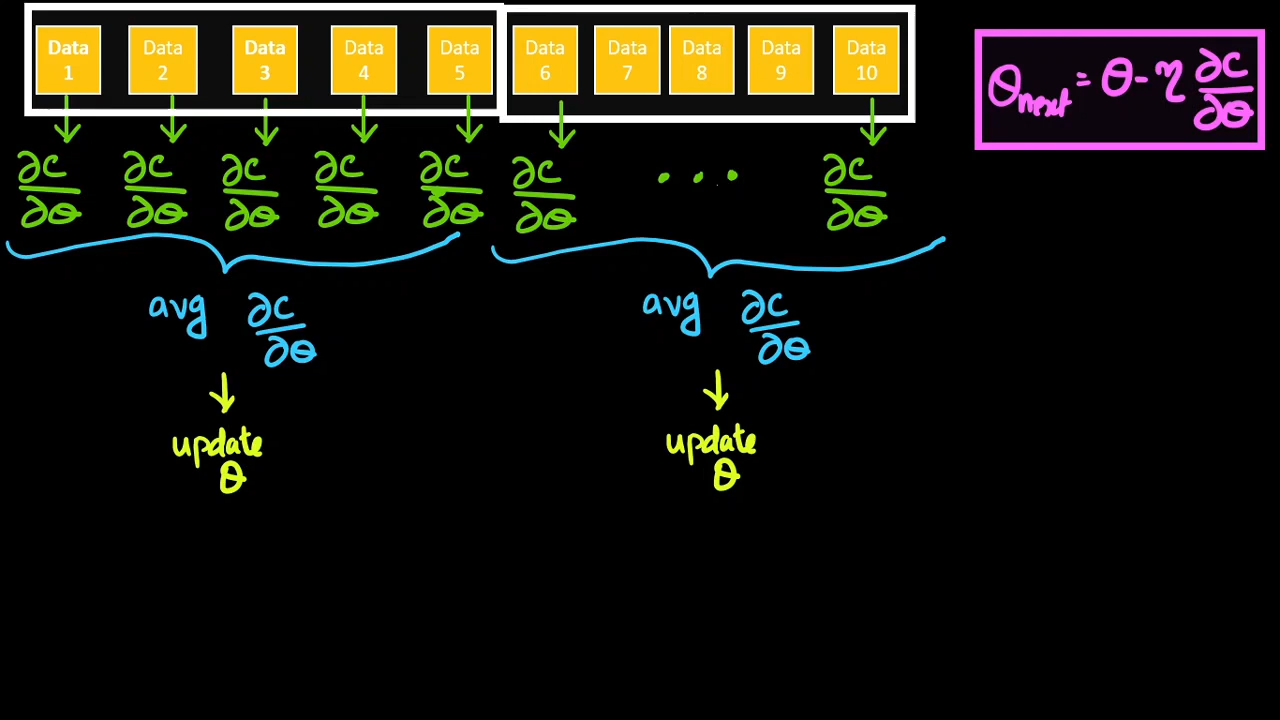 Data 1
Data 2
Data 3
Data 4
Data 5
Data 6
Data 7
Data 8
Data 9
Data 10
θnext = θ - η ∂C/∂θ
∂C/∂θ ∂C/∂θ ∂C/∂θ ∂C/∂θ ∂C/∂θ ∂C/∂θ ... ∂C/∂θ
avg ∂C/∂θ
avg ∂C/∂θ
update
θ
update
θ